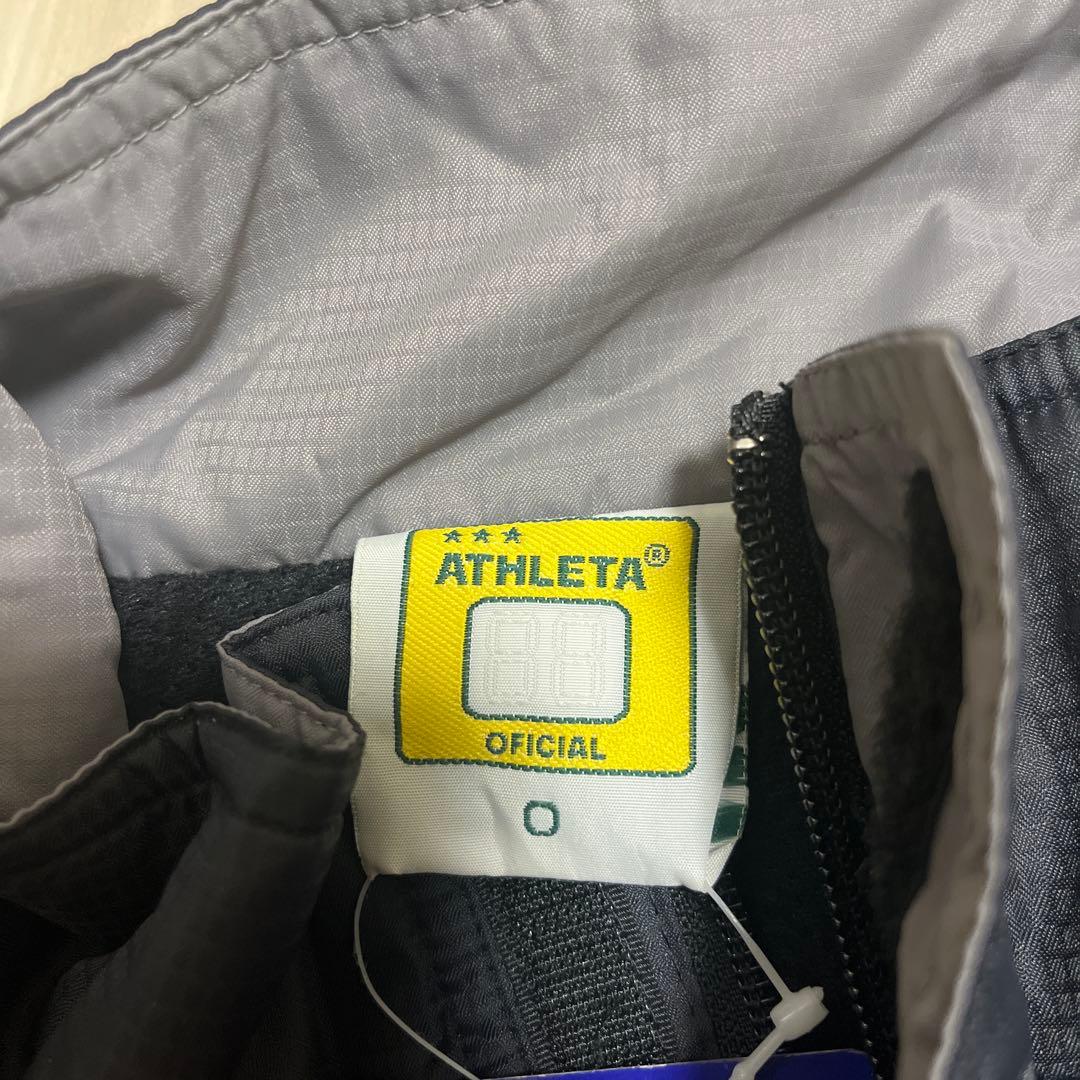 ★★★
ATHLETA®
88
OFICIAL
O